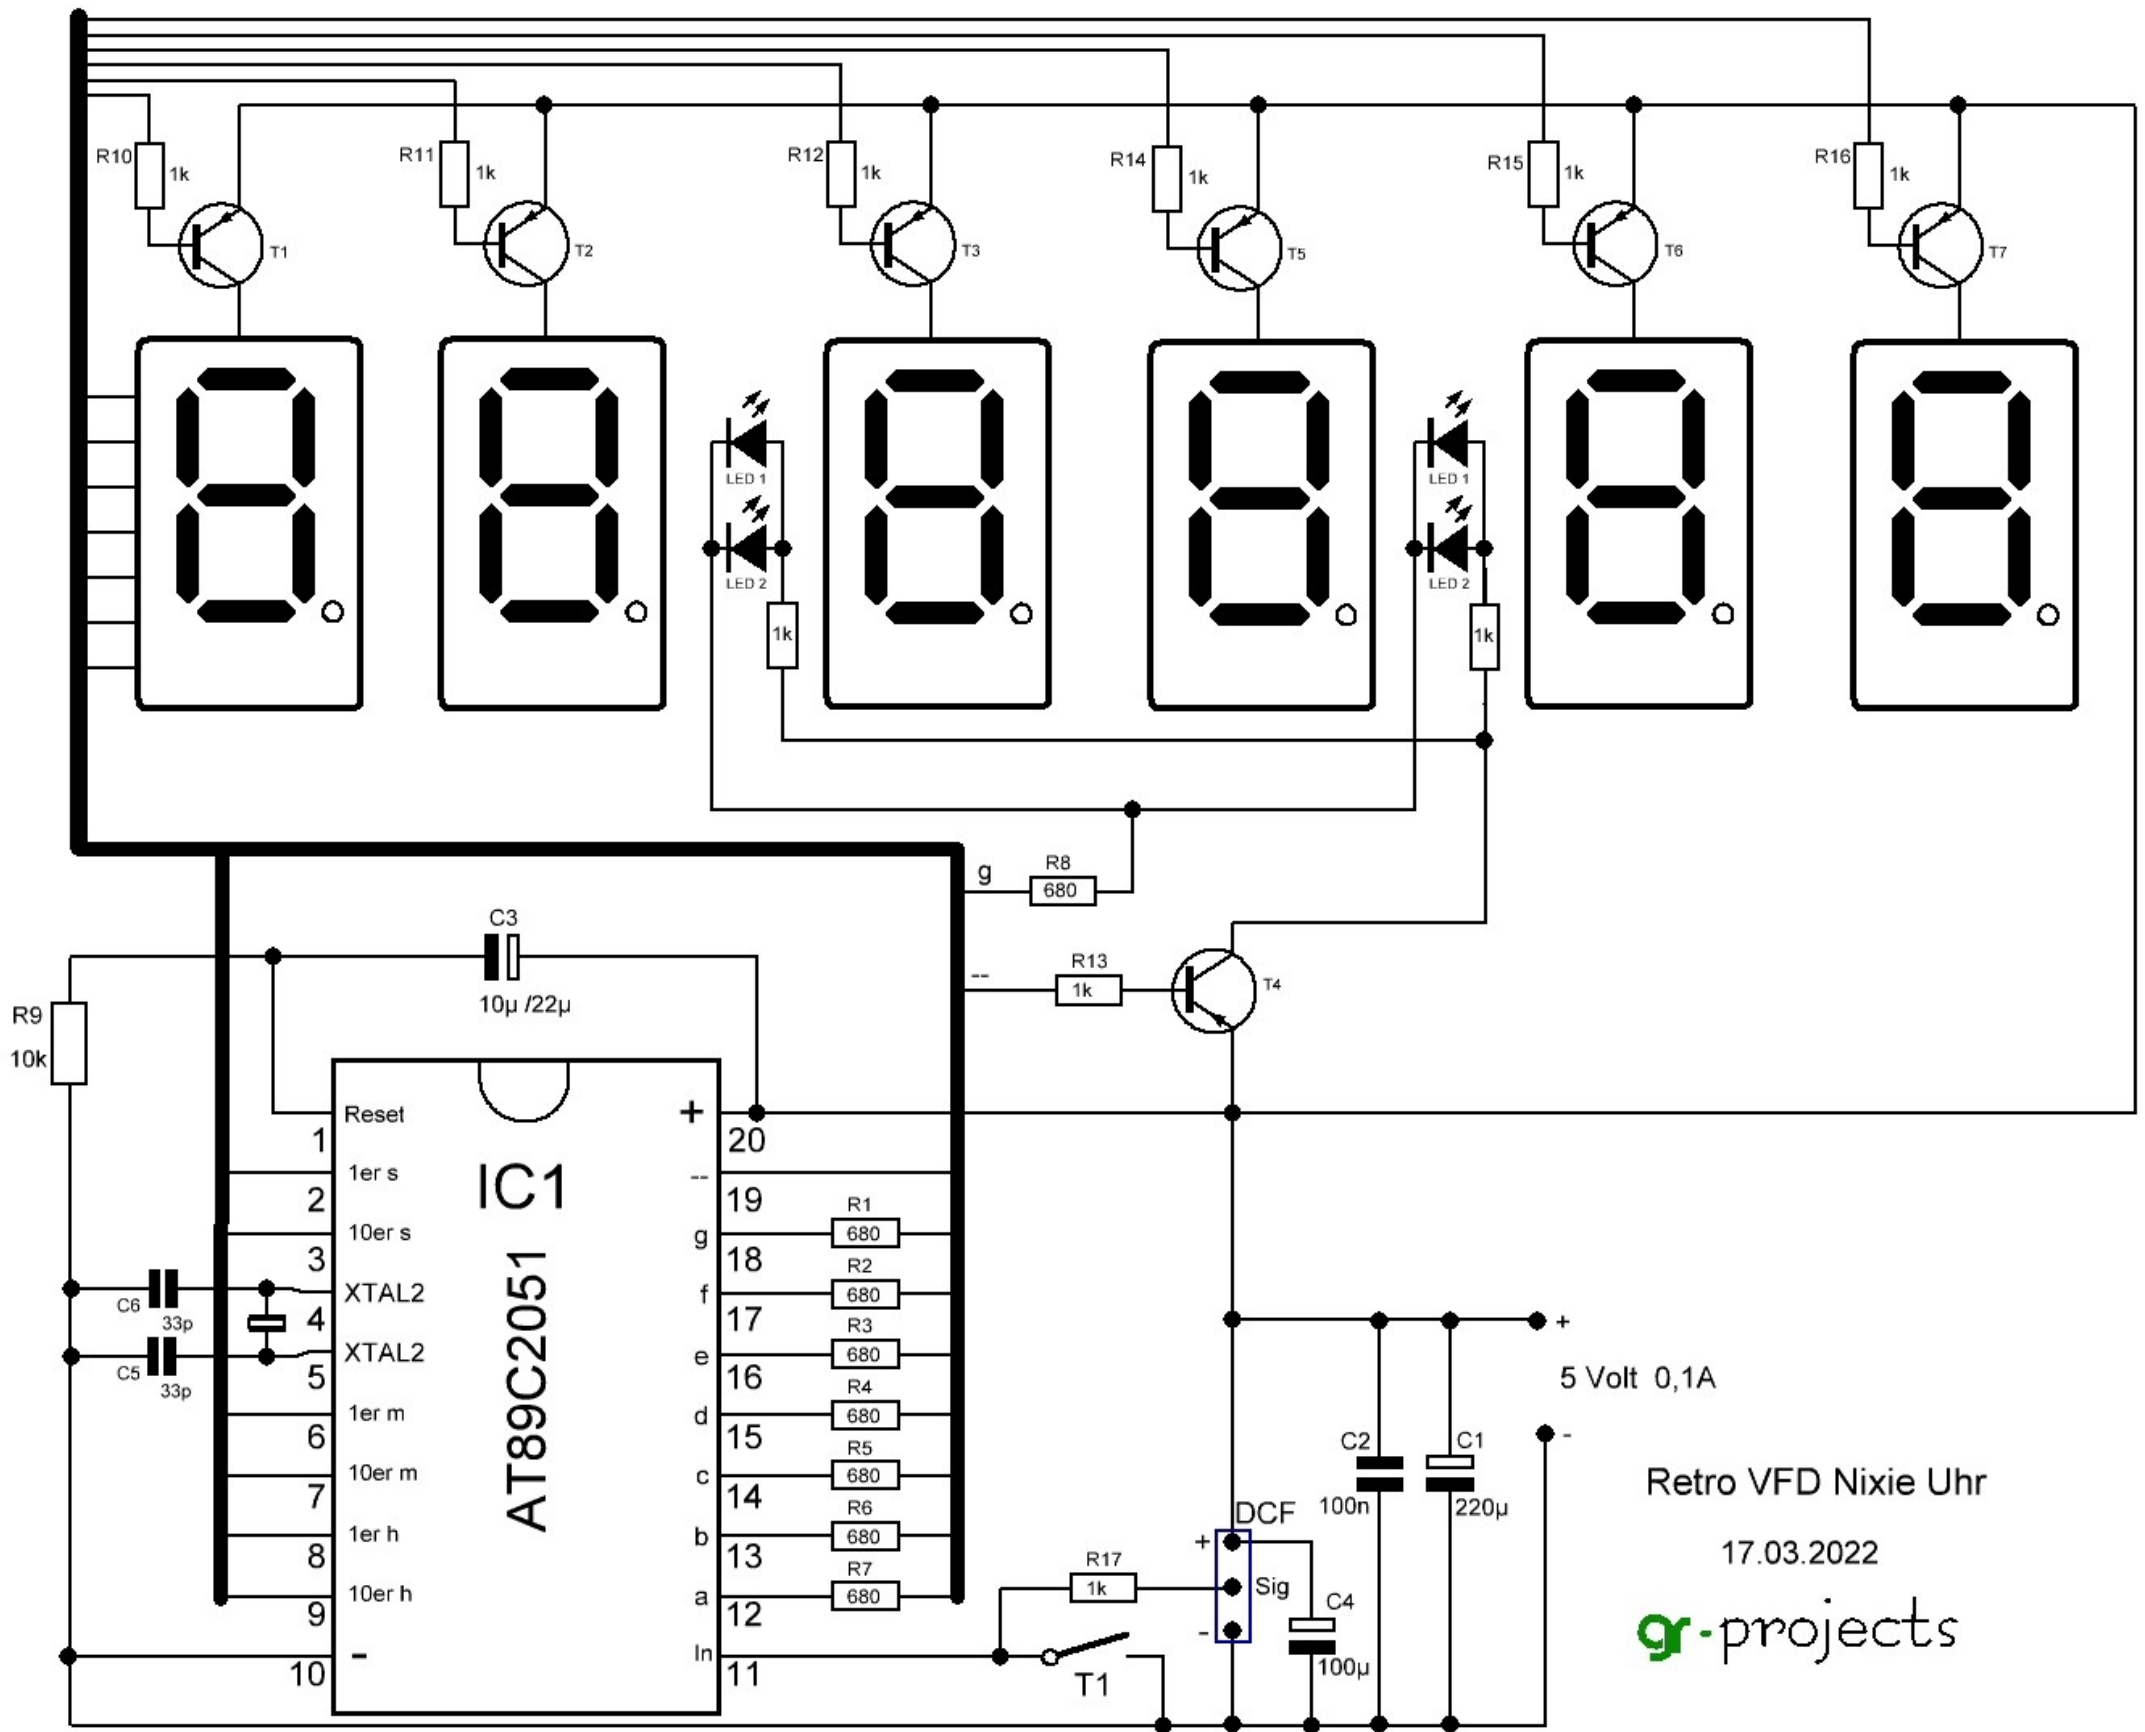 R10
1k
T1
R11
1k
T2
R12
1k
T3
R14
1k
T5
R15
1k
T6
R16
1k
T7
LED 1
LED 2
1k
LED 1
LED 2
1k
g
R8
680
C3
10µ /22µ
--
R13
1k
T4
R9
10k
Reset
1
+
20
1er s
2
--
19
10er s
3
g
18
R1
680
XTAL2
4
f
17
R2
680
XTAL2
5
e
16
R3
680
1er m
6
d
15
R4
680
10er m
7
c
14
R5
680
1er h
8
b
13
R6
680
10er h
9
a
12
R7
680
-
10
In
11
IC1
AT89C2051
C6
33p
C5
33p
R17
1k
T1
DCF
+
Sig
-
C4
100µ
C2
100n
C1
220µ
+
5 Volt 0,1A
-
Retro VFD Nixie Uhr
17.03.2022
gr-projects